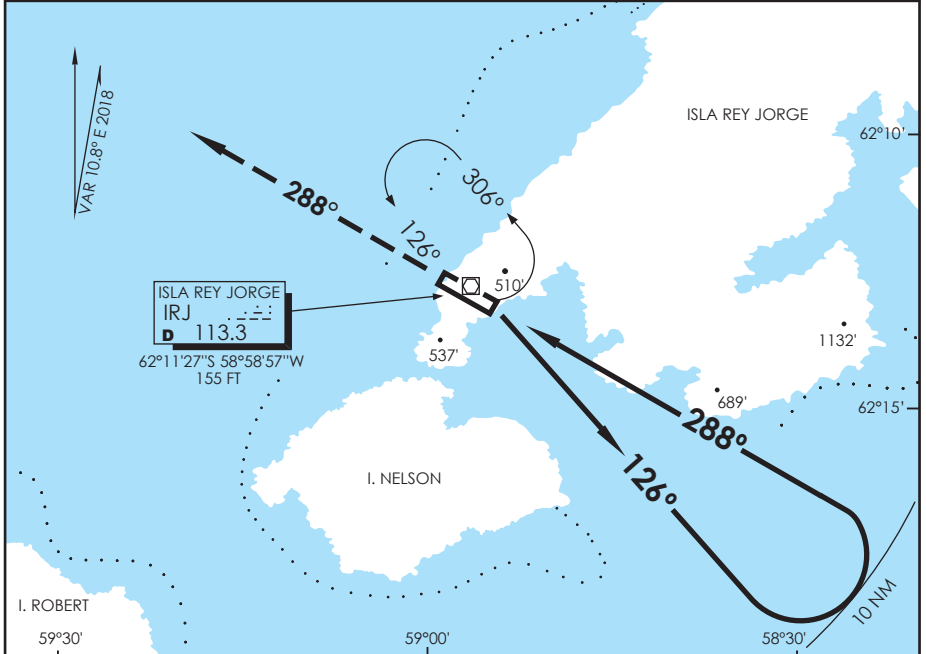 ISLA REY JORGE
62°10'
VAR 10.8° E 2018
306°
288°
126°
510'
ISLA REY JORGE
IRJ
D 113.3
62°11'27"S 58°58'57"W
155 FT
537'
1132'
689'
62°15'
288°
I. NELSON
126°
10 NM
I. ROBERT
59°30'
59°00'
58°30'